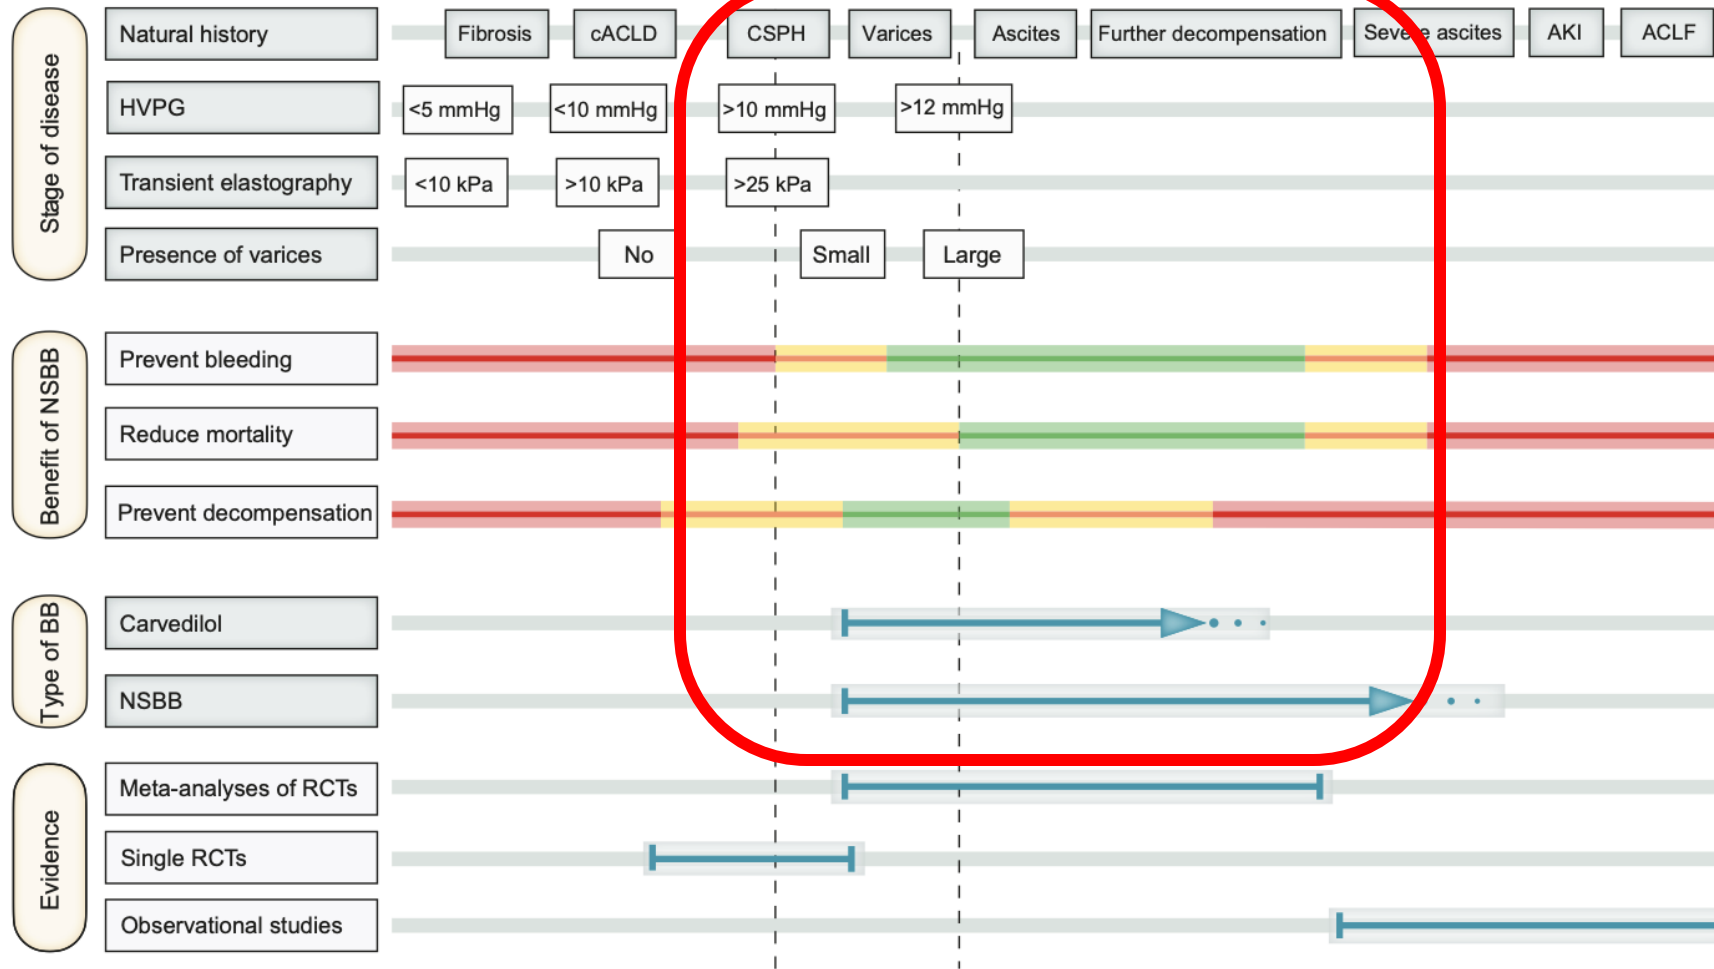 Stage of disease
Natural history
Fibrosis
cACLD
CSPH
Varices
Ascites
Further decompensation
Severe ascites
AKI
ACLF
HVPG
<5 mmHg
<10 mmHg
>10 mmHg
>12 mmHg
Transient elastography
<10 kPa
>10 kPa
>25 kPa
Presence of varices
No
Small
Large
Benefit of NSBB
Prevent bleeding
Reduce mortality
Prevent decompensation
Type of BB
Carvedilol
NSBB
Evidence
Meta-analyses of RCTs
Single RCTs
Observational studies